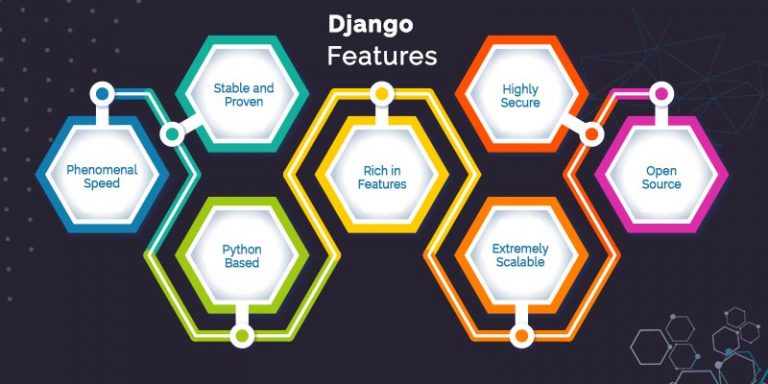 Django
Features
Phenomenal
Speed
Stable and
Proven
Python
Based
Rich in
Features
Highly
Secure
Extremely
Scalable
Open
Source